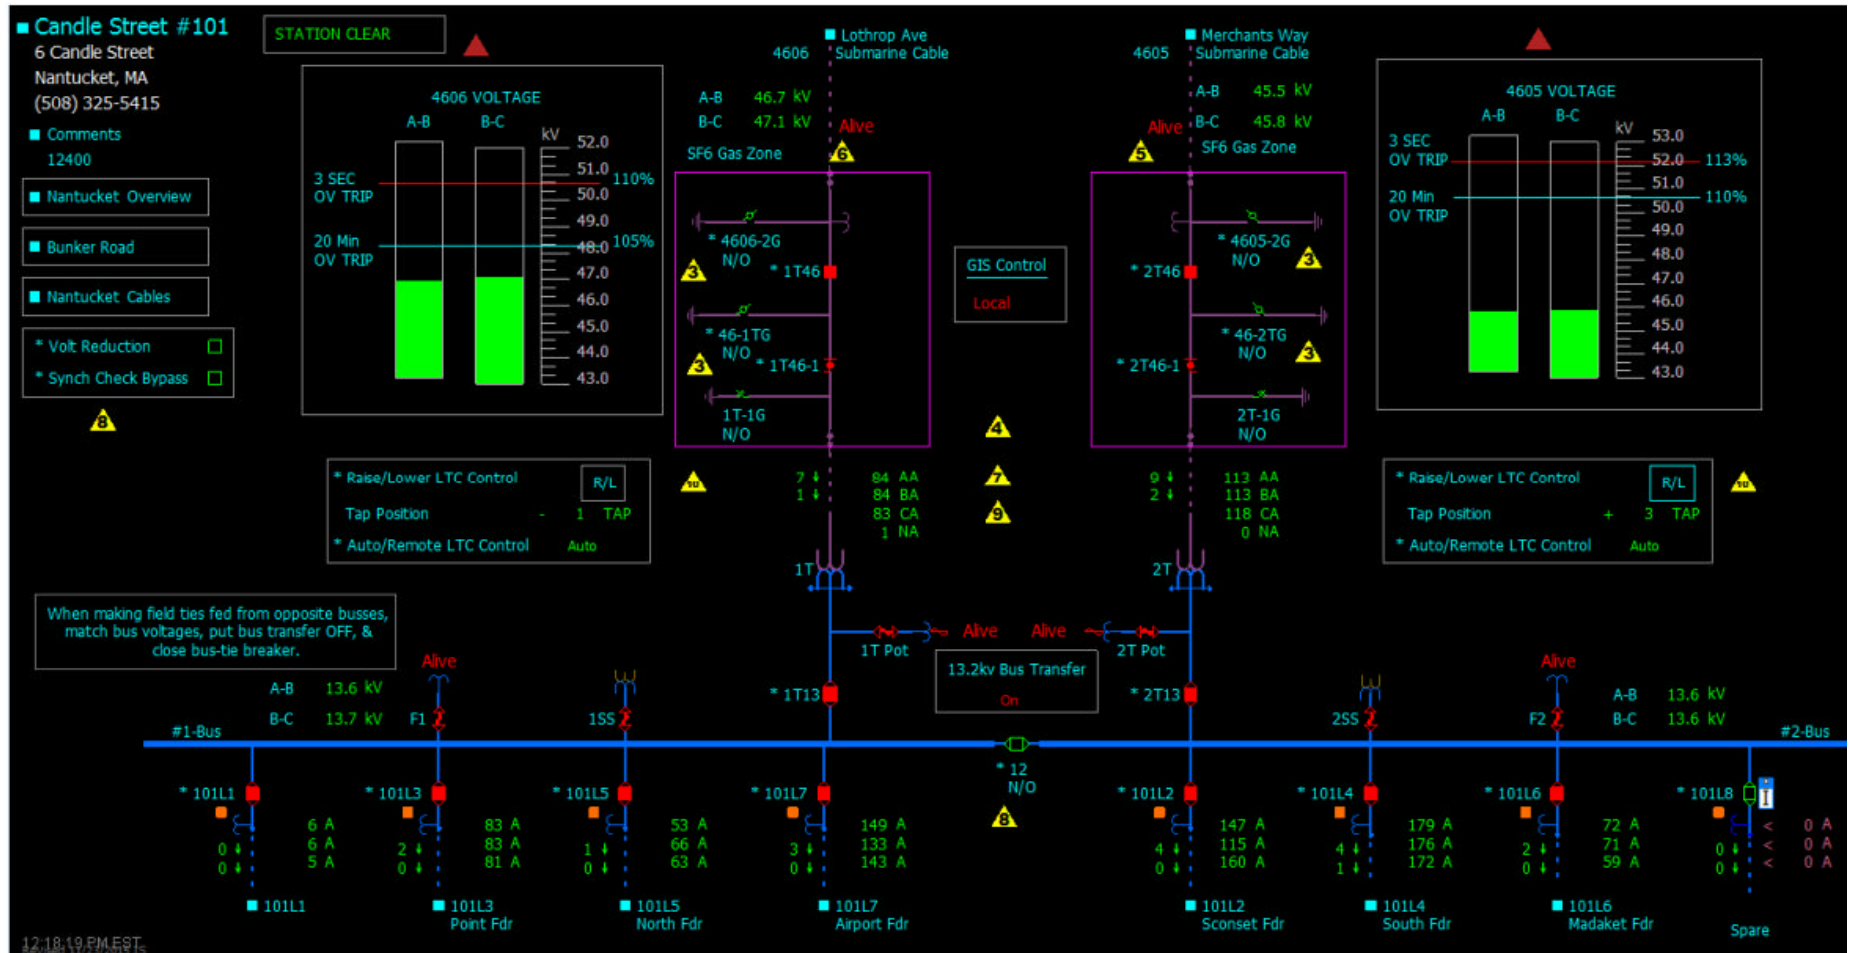 Candle Street #101
6 Candle Street
Nantucket, MA
(508) 325-5415
Comments
12400
Nantucket Overview
Bunker Road
Nantucket Cables
* Volt Reduction
* Synch Check Bypass
8
STATION CLEAR
4606 VOLTAGE
A-B B-C
kV
3 SEC
OV TRIP
110%
20 Min
OV TRIP
105%
52.0
51.0
50.0
49.0
48.0
47.0
46.0
45.0
44.0
43.0
4606
Lothrop Ave
Submarine Cable
A-B 46.7 kV
B-C 47.1 kV
Alive
SF6 Gas Zone
6
* 4606-2G
N/O
3
* 1T46
* 46-1TG
N/O
3
* 1T46-1
1T-1G
N/O
GIS Control
Local
4
7
9
4605
Merchants Way
Submarine Cable
A-B 45.5 kV
B-C 45.8 kV
Alive
SF6 Gas Zone
5
* 4605-2G
N/O
3
* 2T46
* 46-2TG
N/O
3
* 2T46-1
2T-1G
N/O
4605 VOLTAGE
A-B B-C
kV
3 SEC
OV TRIP
113%
20 Min
OV TRIP
110%
53.0
52.0
51.0
50.0
49.0
48.0
47.0
46.0
45.0
44.0
43.0
* Raise/Lower LTC Control R/L
Tap Position - 1 TAP
* Auto/Remote LTC Control Auto
10
7 84 AA
1 84 BA
83 CA
1 NA
9 113 AA
2 113 BA
118 CA
0 NA
* Raise/Lower LTC Control R/L
Tap Position + 3 TAP
* Auto/Remote LTC Control Auto
10
1T
2T
When making field ties fed from opposite busses,
match bus voltages, put bus transfer OFF, &
close bus-tie breaker.
1T Pot
Alive
Alive
2T Pot
13.2kv Bus Transfer
On
* 1T13
* 2T13
A-B 13.6 kV
B-C 13.7 kV
Alive
F1
1SS
2SS
Alive
F2
A-B 13.6 kV
B-C 13.6 kV
#1-Bus
#2-Bus
* 12
N/O
8
* 101L1
6 A
0 6 A
0 5 A
101L1
* 101L3
83 A
2 83 A
0 81 A
101L3
Point Fdr
* 101L5
53 A
1 66 A
0 63 A
101L5
North Fdr
* 101L7
149 A
3 133 A
0 143 A
101L7
Airport Fdr
* 101L2
147 A
4 115 A
0 160 A
101L2
Sconset Fdr
* 101L4
179 A
4 176 A
1 172 A
101L4
South Fdr
* 101L6
72 A
2 71 A
0 59 A
101L6
Madaket Fdr
* 101L8
< 0 A
0 < 0 A
0 < 0 A
Spare
12:18:19 PM EST